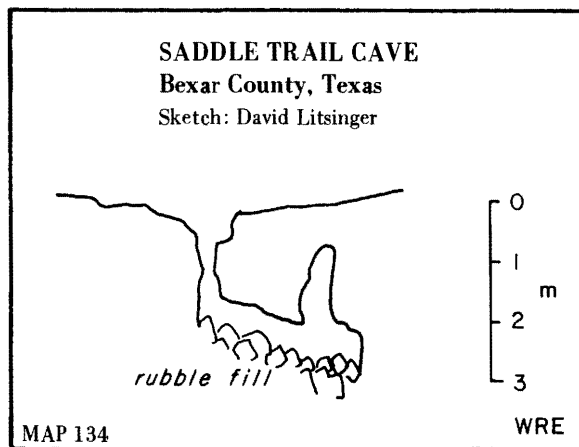 SADDLE TRAIL CAVE
Bexar County, Texas
Sketch: David Litsinger
0
1
m
2
3
rubble fill
WRE
MAP 134